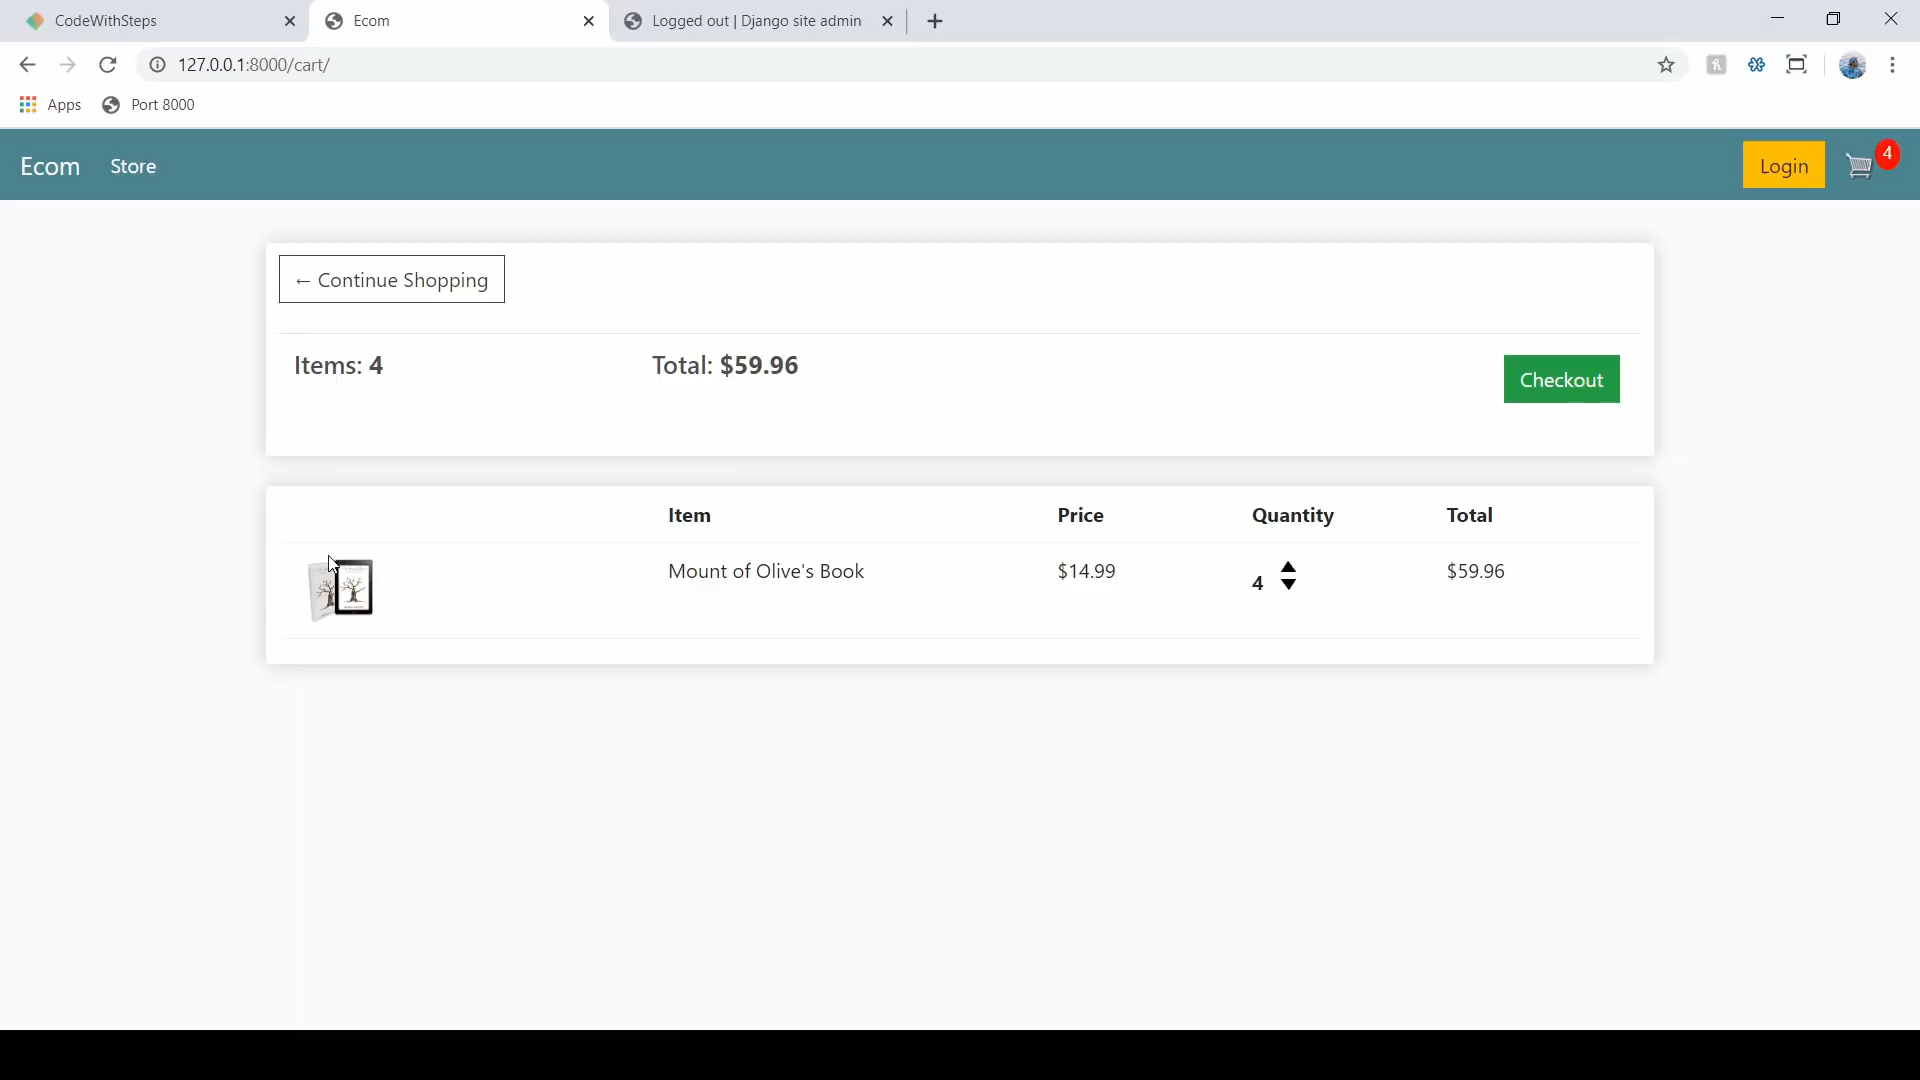 CodeWithSteps
Ecom
Logged out | Django site admin
127.0.0.1:8000/cart/
Apps
Port 8000
Ecom
Store
Login
4
← Continue Shopping
Items: 4
Total: $59.96
Checkout
Item
Price
Quantity
Total
Mount of Olive's Book
$14.99
4
$59.96